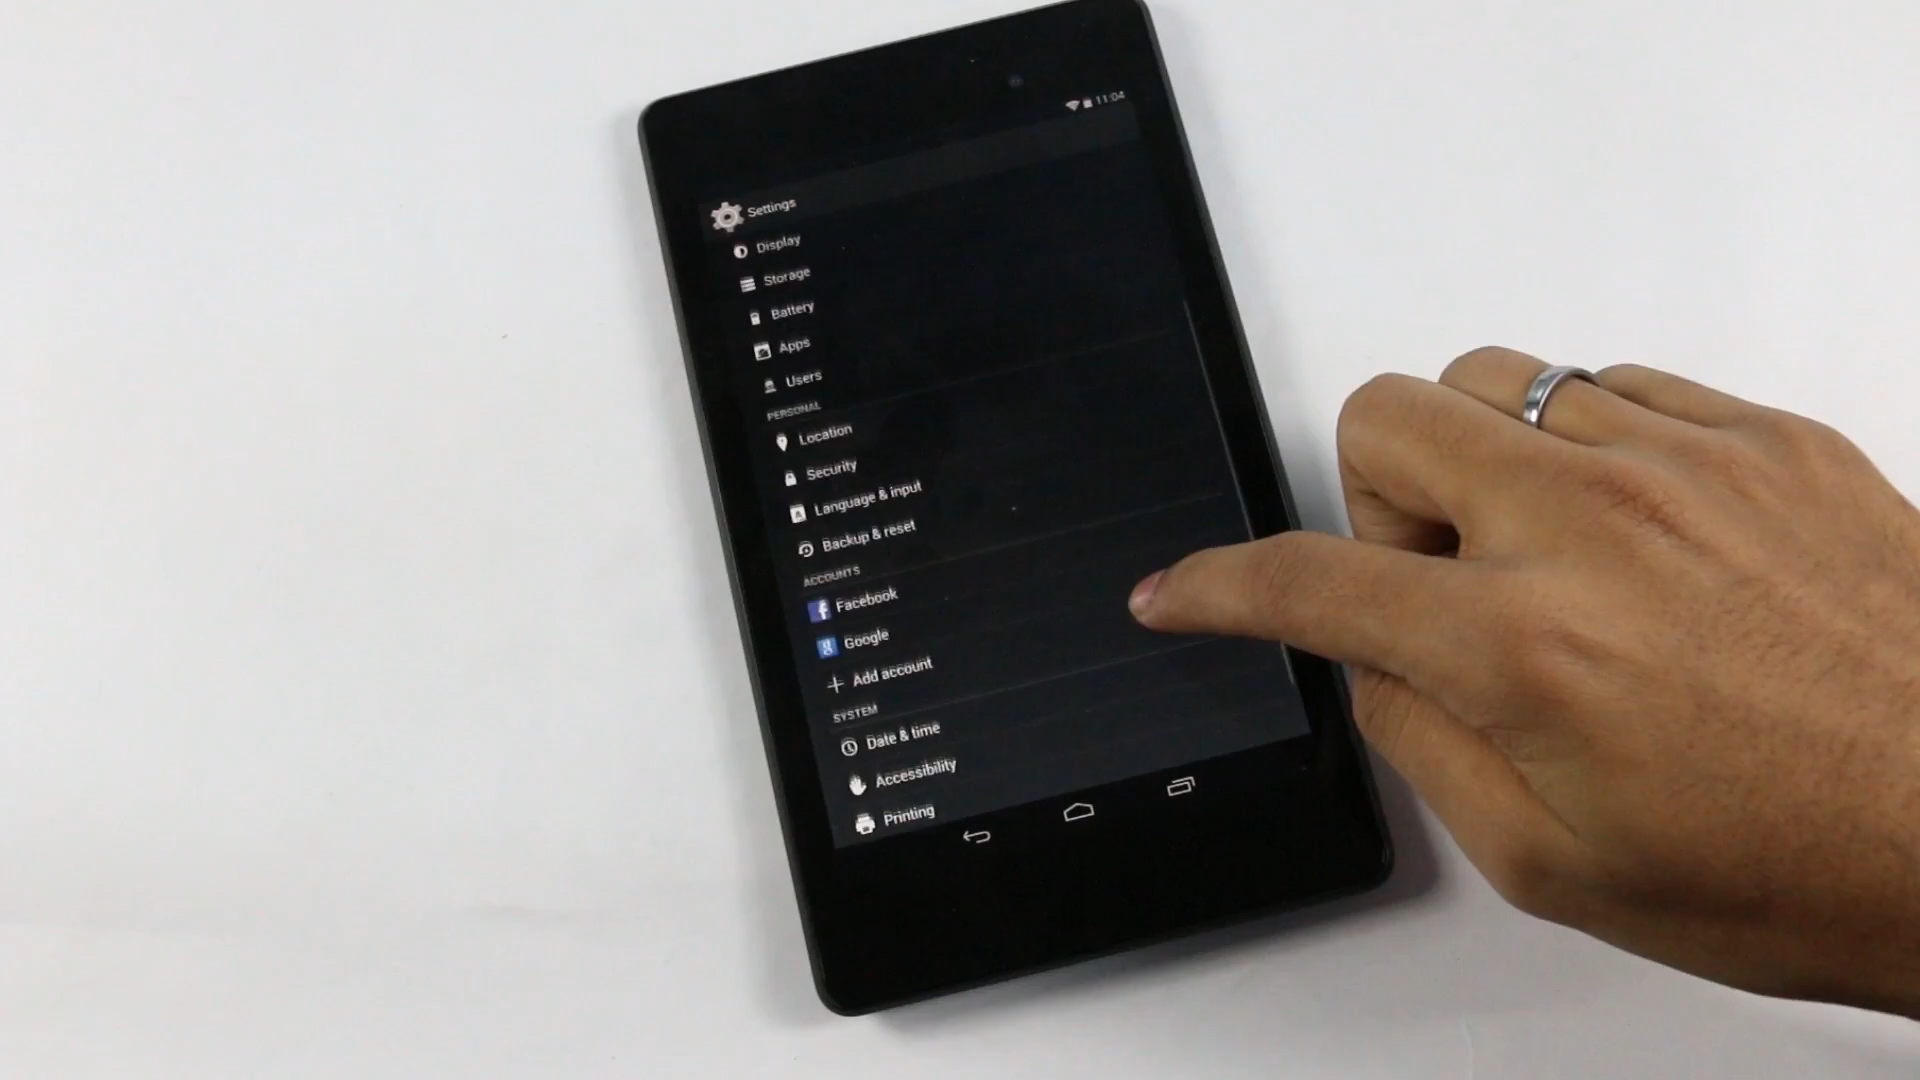 11:04
Settings
Display
Storage
Battery
Apps
Users
PERSONAL
Location
Security
Language & input
Backup & reset
ACCOUNTS
Facebook
Google
Add account
SYSTEM
Date & time
Accessibility
Printing